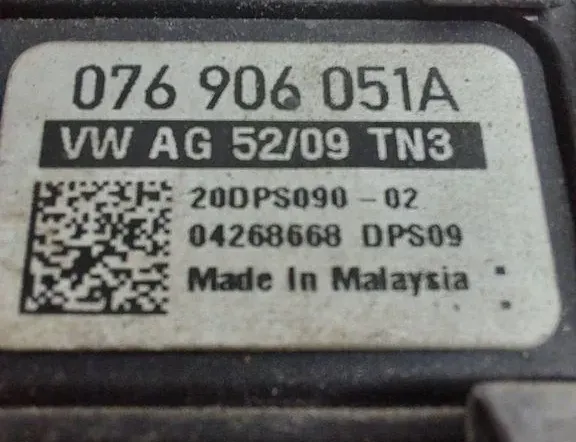 076 906 051A
VW AG 52/09 TN3
20DPS090-02
04268668 DPS09
Made In Malaysia